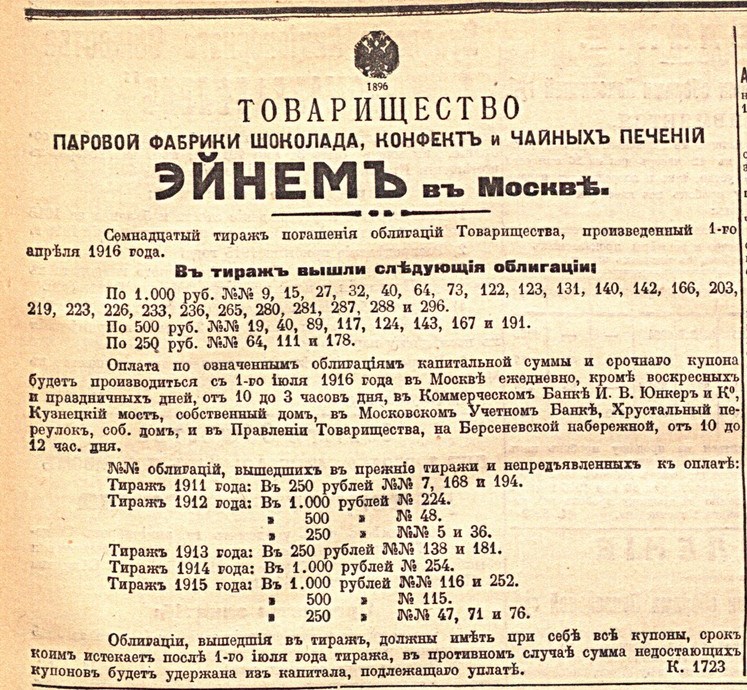 1896
ТОВАРИЩЕСТВО
ПАРОВОЙ ФАБРИКИ ШОКОЛАДА, КОНФЕКТЪ и ЧАЙНЫХЪ ПЕЧЕНІЙ
ЭЙНЕМЪ въ Москвѣ.
Семнадцатый тиражъ погашенія облигацій Товарищества, произведенный 1-го
апрѣля 1916 года.
Въ тиражъ вышли слѣдующія облигаціи:
По 1.000 руб. №№ 9, 15, 27, 32, 40, 64, 73, 122, 123, 131, 140, 142, 166, 203,
219, 223, 226, 233, 236, 265, 280, 281, 287, 288 и 296.
По 500 руб. №№ 19, 40, 89, 117, 124, 143, 167 и 191.
По 250 руб. №№ 64, 111 и 178.
Оплата по означеннымъ облигаціямъ капитальной суммы и срочнаго купона
будетъ производиться съ 1-го іюля 1916 года въ Москвѣ ежедневно, кромѣ воскресныхъ
и праздничныхъ дней, отъ 10 до 3 часовъ дня, въ Коммерческомъ Банкѣ И. В. Юнкеръ и Ко,
Кузнецкій мостъ, собственный домъ, въ Московскомъ Учетномъ Банкѣ, Хрустальный пе-
реулокъ, соб. домъ, и въ Правленіи Товарищества, на Берсеневской набережной, отъ 10 до
12 час. дня.
№№ облигацій, вышедшихъ въ прежніе тиражи и непредъявленныхъ къ оплатѣ:
Тиражъ 1911 года: Въ 250 рублей №№ 7, 168 и 194.
Тиражъ 1912 года: Въ 1.000 рублей № 224.
» 500 » № 48.
» 250 » №№ 5 и 36.
Тиражъ 1913 года: Въ 250 рублей №№ 138 и 181.
Тиражъ 1914 года: Въ 1.000 рублей № 254.
Тиражъ 1915 года: Въ 1.000 рублей №№ 116 и 252.
» 500 » № 115.
» 250 » №№ 47, 71 и 76.
Облигаціи, вышедшія въ тиражъ, должны имѣть при себѣ всѣ купоны, срокъ
коимъ истекаетъ послѣ 1-го іюля года тиража, въ противномъ случаѣ сумма недостающихъ
купоновъ будетъ удержана изъ капитала, подлежащаго уплатѣ. К. 1723